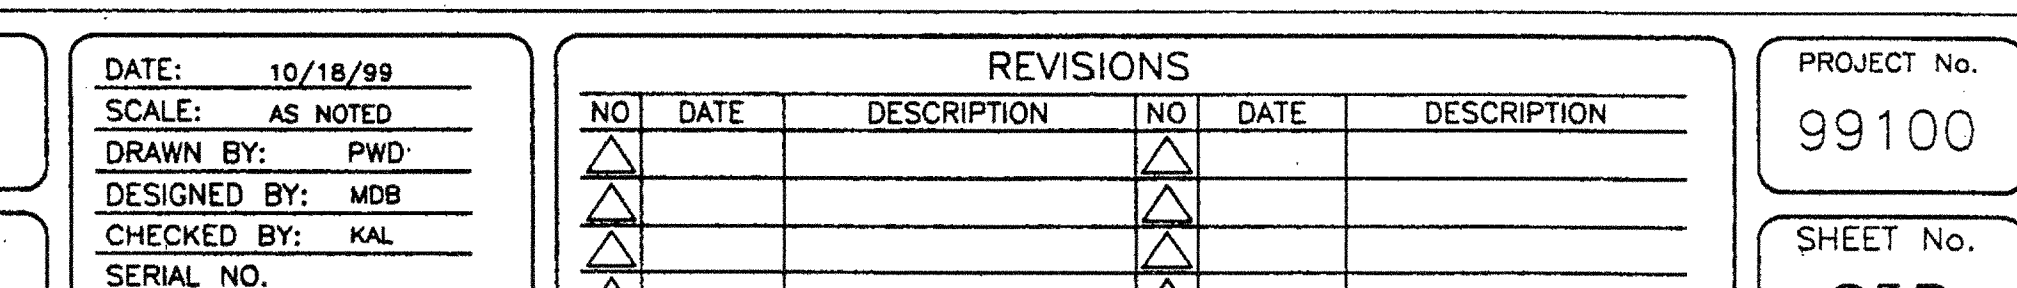 DATE: 10/18/99
SCALE: AS NOTED
DRAWN BY: PWD
DESIGNED BY: MDB
CHECKED BY: KAL
SERIAL NO.
REVISIONS
NO DATE DESCRIPTION NO DATE DESCRIPTION
PROJECT No.
99100
SHEET No.